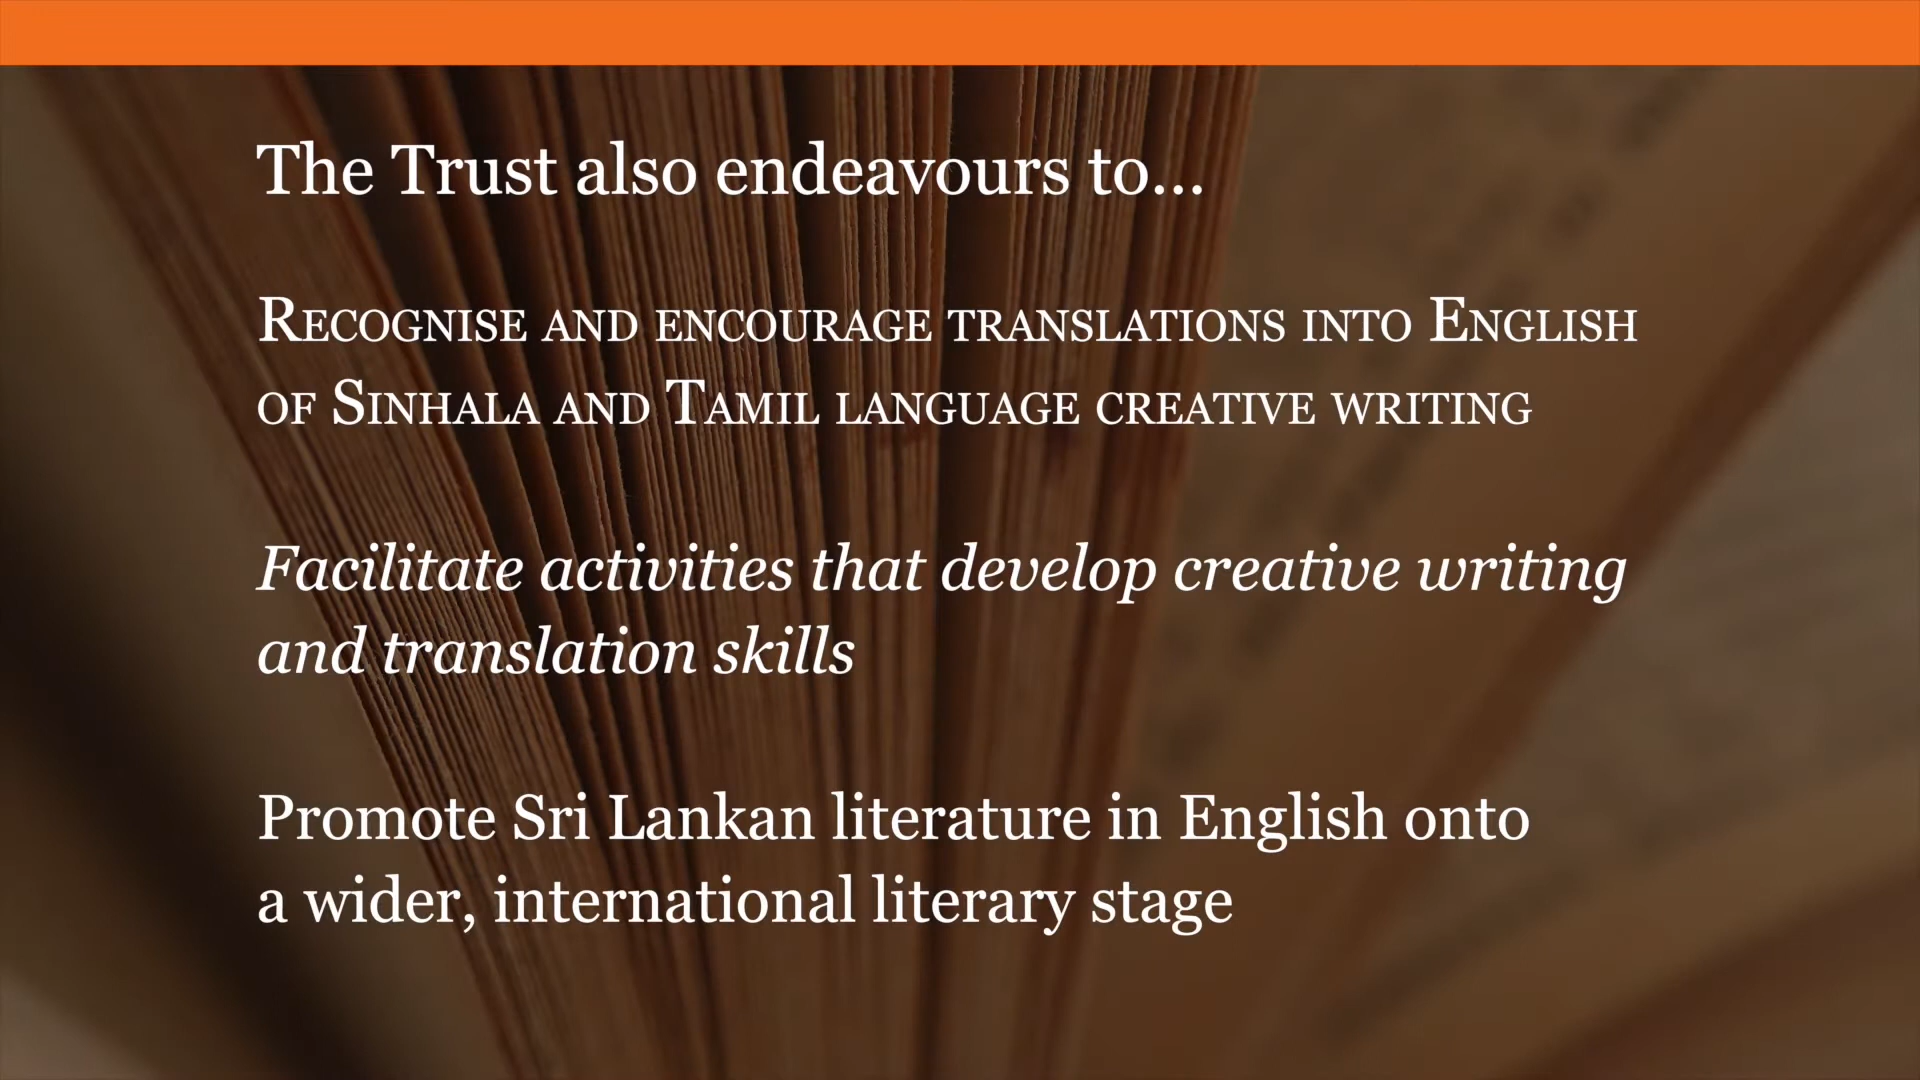 The Trust also endeavours to...
Recognise and encourage translations into English
of Sinhala and Tamil language creative writing
Facilitate activities that develop creative writing
and translation skills
Promote Sri Lankan literature in English onto
a wider, international literary stage